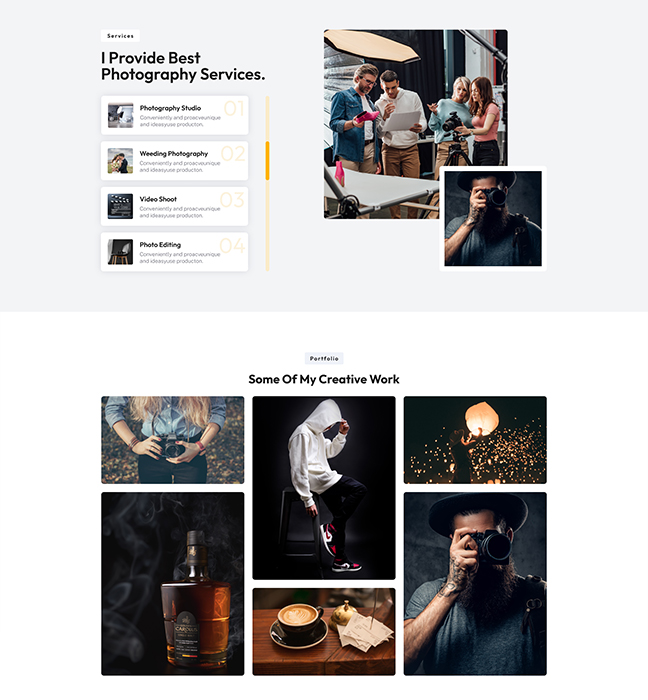 Services
I Provide Best
Photography Services.
Photography Studio
01
Conveniently and proacveunique
and ideasyuse producton.
Weeding Photography
02
Conveniently and proacveunique
and ideasyuse producton.
Video Shoot
03
Conveniently and proacveunique
and ideasyuse producton.
Photo Editing
04
Conveniently and proacveunique
and ideasyuse producton.
Portfolio
Some Of My Creative Work